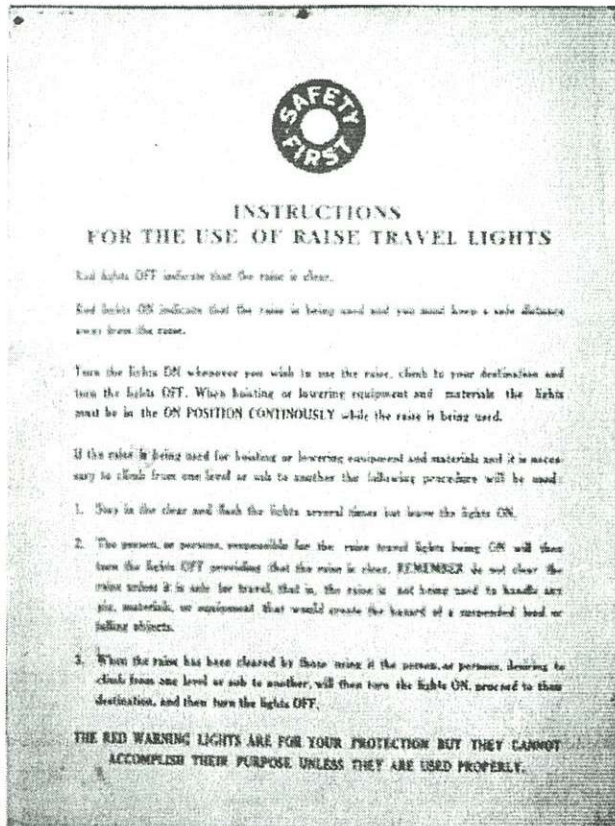 SAFETY
FIRST
INSTRUCTIONS
FOR THE USE OF RAISE TRAVEL LIGHTS
Red lights OFF indicate that the raise is clear.
Red lights ON indicate that the raise is being used and you must keep a safe distance
away from the raise.
Turn the lights ON whenever you wish to use the raise, climb to your destination and
turn the lights OFF. When hoisting or lowering equipment and materials the lights
must be in the ON POSITION CONTINOUSLY while the raise is being used.
If the raise is being used for hoisting or lowering equipment and materials and it is neces-
sary to climb from one level or sub to another the following procedure will be used:
1. Stay in the clear and flash the lights several times but leave the lights ON.
2. The person, or persons, responsible for the raise travel lights being ON will then
turn the lights OFF providing that the raise is clear. REMEMBER do not clear the
raise unless it is safe for travel, that is, the raise is not being used to handle any
materials, or equipment that would create the hazard of a suspended load or
falling objects.
3. When the raise has been cleared by those using it the person, or persons, desiring to
climb from one level or sub to another, will then turn the lights ON, proceed to their
destination, and then turn the lights OFF.
THE RED WARNING LIGHTS ARE FOR YOUR PROTECTION BUT THEY CANNOT
ACCOMPLISH THEIR PURPOSE UNLESS THEY ARE USED PROPERLY.